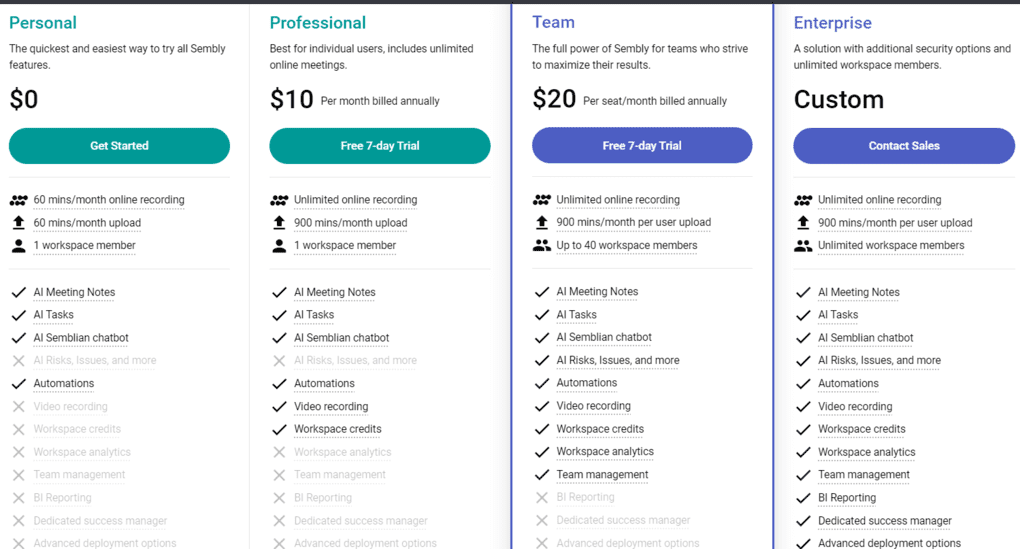 Personal
The quickest and easiest way to try all Sembly
features.
$0
Get Started
60 mins/month online recording
60 mins/month upload
1 workspace member
AI Meeting Notes
AI Tasks
AI Semblian chatbot
AI Risks, Issues, and more
Automations
Video recording
Workspace credits
Workspace analytics
Team management
BI Reporting
Dedicated success manager
Advanced deployment options
Professional
Best for individual users, includes unlimited
online meetings.
$10 Per month billed annually
Free 7-day Trial
Unlimited online recording
900 mins/month upload
1 workspace member
AI Meeting Notes
AI Tasks
AI Semblian chatbot
AI Risks, Issues, and more
Automations
Video recording
Workspace credits
Workspace analytics
Team management
BI Reporting
Dedicated success manager
Advanced deployment options
Team
The full power of Sembly for teams who strive
to maximize their results.
$20 Per seat/month billed annually
Free 7-day Trial
Unlimited online recording
900 mins/month per user upload
Up to 40 workspace members
AI Meeting Notes
AI Tasks
AI Semblian chatbot
AI Risks, Issues, and more
Automations
Video recording
Workspace credits
Workspace analytics
Team management
BI Reporting
Dedicated success manager
Advanced deployment options
Enterprise
A solution with additional security options and
unlimited workspace members.
Custom
Contact Sales
Unlimited online recording
900 mins/month per user upload
Unlimited workspace members
AI Meeting Notes
AI Tasks
AI Semblian chatbot
AI Risks, Issues, and more
Automations
Video recording
Workspace credits
Workspace analytics
Team management
BI Reporting
Dedicated success manager
Advanced deployment options